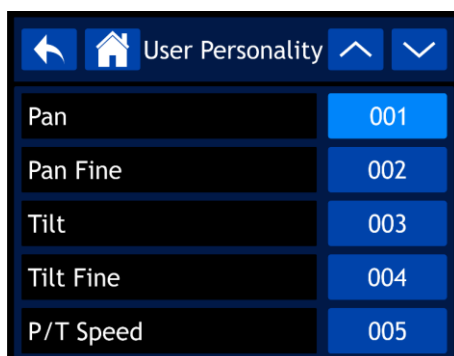 User Personality
Pan 001
Pan Fine 002
Tilt 003
Tilt Fine 004
P/T Speed 005